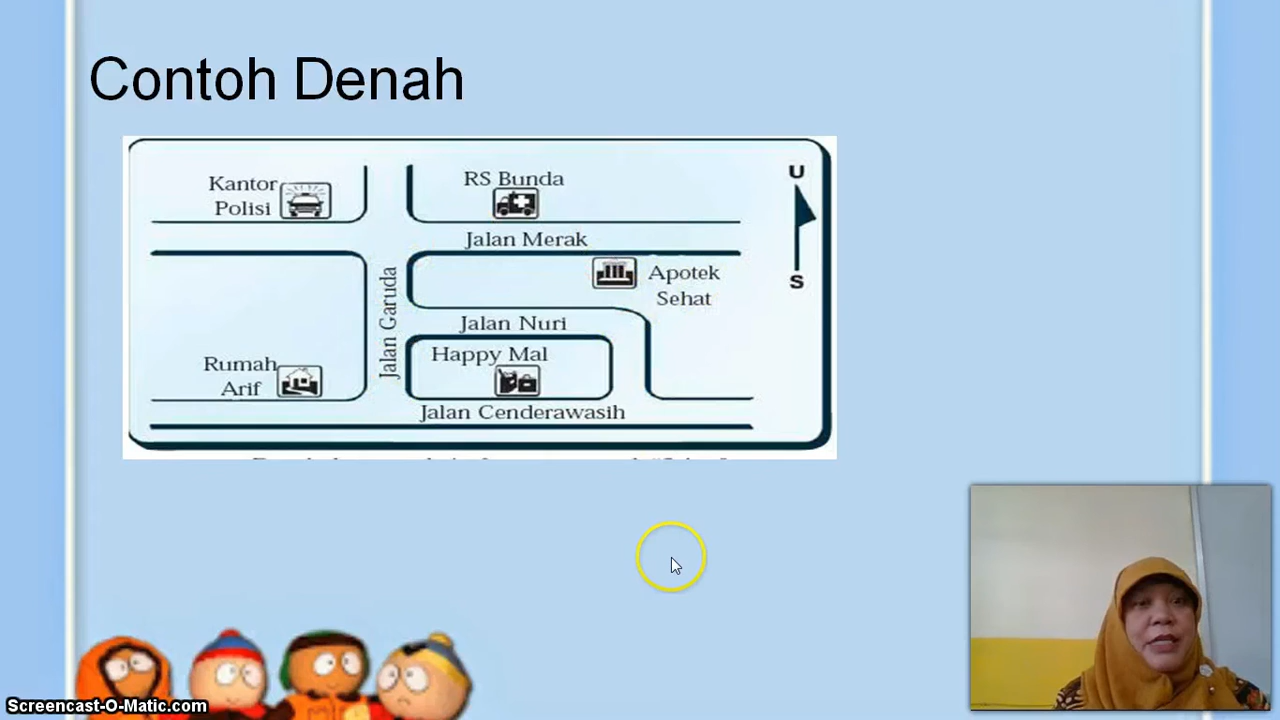 Contoh Denah
Kantor
Polisi
RS Bunda
U
Jalan Merak
Apotek
Sehat
S
Jalan Garuda
Jalan Nuri
Happy Mal
Rumah
Arif
Jalan Cenderawasih
Screencast-O-Matic.com